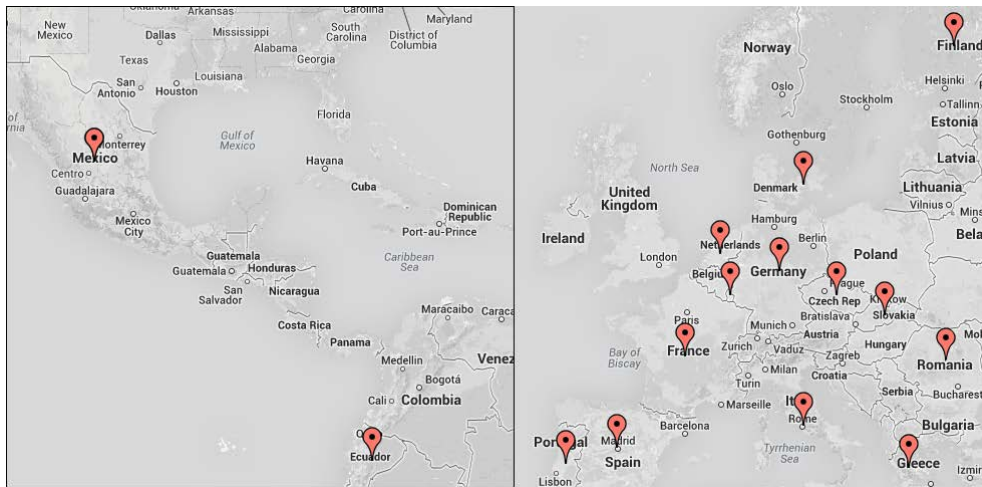 New
Mexico
Dallas
Arkansas
Mississippi
Alabama
Georgia
South
Carolina
Carolina
Maryland
District of
Columbia
Texas
San
Antonio
Houston
Louisiana
Florida
Gulf of
Mexico
Monterrey
Mexico
Centro
Guadalajara
Mexico
City
Havana
Cuba
Dominican
Republic
Port-au-Prince
Caribbean
Sea
Guatemala
Guatemala
Honduras
San
Salvador
Nicaragua
Costa Rica
Panama
Maracaibo
Medellin
Bogotá
Colombia
Cali
Ecuador
Norway
Oslo
Stockholm
Finland
Helsinki
Tallinn
Estonia
Latvia
Lithuania
Vilnius
Gothenburg
North Sea
Denmark
United
Kingdom
Ireland
London
Netherlands
Hamburg
Berlin
Germany
Poland
Prague
Czech Rep
Slovakia
Paris
France
Munich
Bratislava
Austria
Hungary
Zurich
Vaduz
Zagreb
Croatia
Bay of
Biscay
Milan
Turin
Marseille
Serbia
Romania
Bulgaria
Rome
Barcelona
Madrid
Spain
Lisbon
Tyrrhenian
Sea
Greece